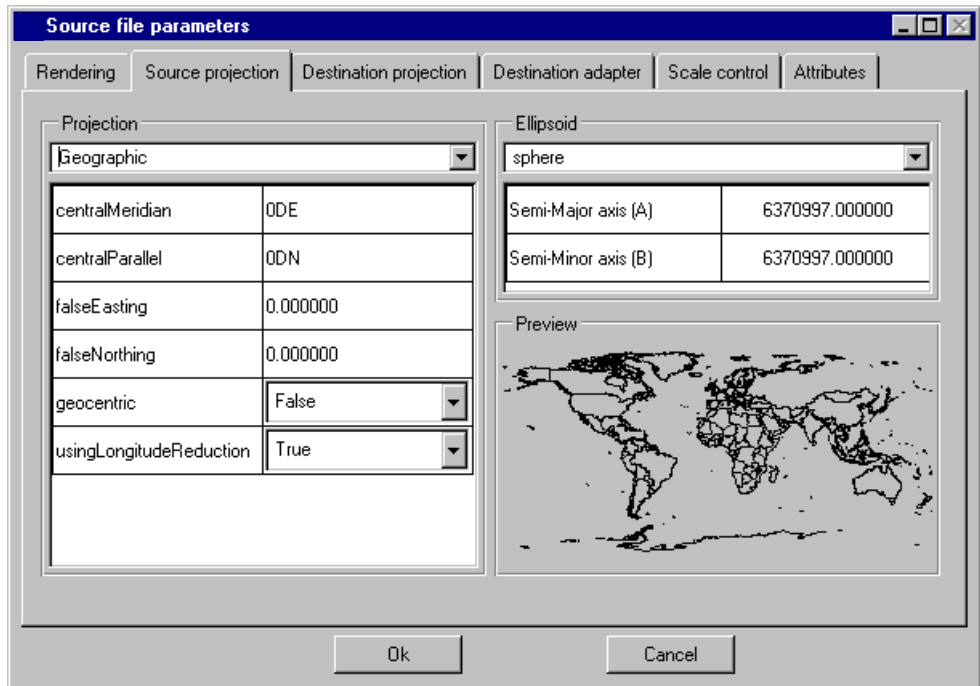 Source file parameters
Rendering Source projection Destination projection Destination adapter Scale control Attributes
Projection
Geographic
centralMeridian 0DE
centralParallel 0DN
falseEasting 0.000000
falseNorthing 0.000000
geocentric False
usingLongitudeReduction True
Ellipsoid
sphere
Semi-Major axis (A) 6370997.000000
Semi-Minor axis (B) 6370997.000000
Preview
Ok Cancel